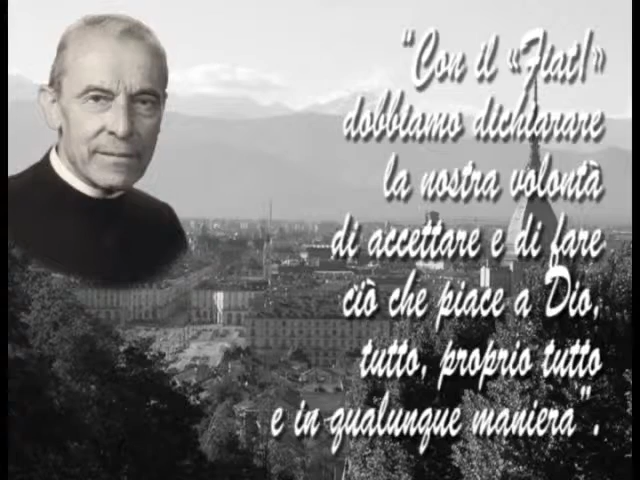 "Con il «Fiat!»
dobbiamo dichiarare
la nostra volontà
di accettare e di fare
ciò che piace a Dio,
tutto, proprio tutto
e in qualunque maniera".